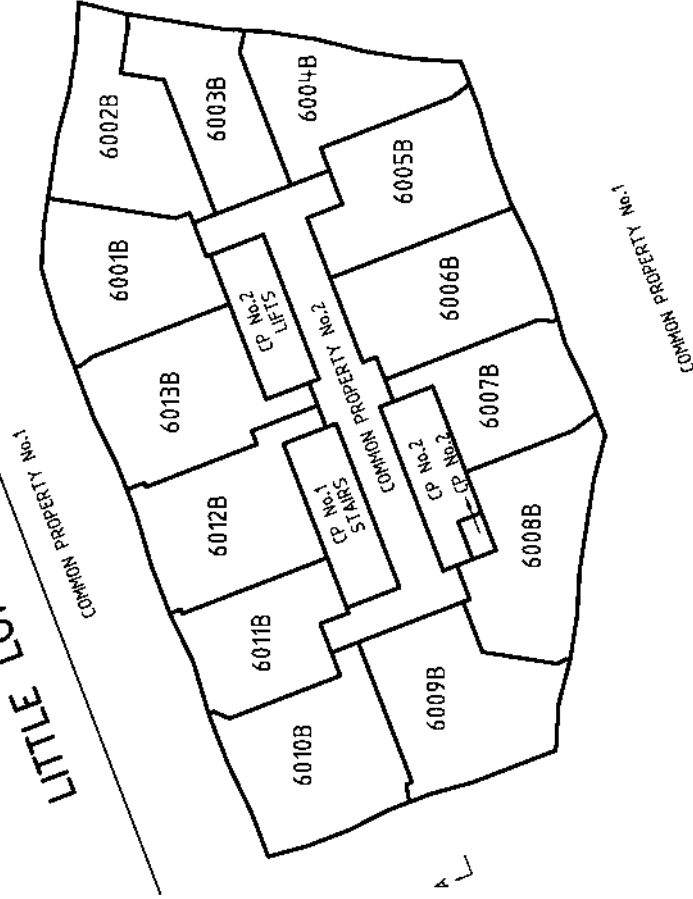 6002B
6003B
6004B
6005B
6001B
CP No.2
LIFTS
6006B
COMMON PROPERTY No.1
COMMON PROPERTY No.2
6013B
6007B
COMMON PROPERTY No.1
CP No.2
CP No.2
CP No.1
STAIRS
6012B
6008B
6011B
6009B
6010B
LITTLE
A